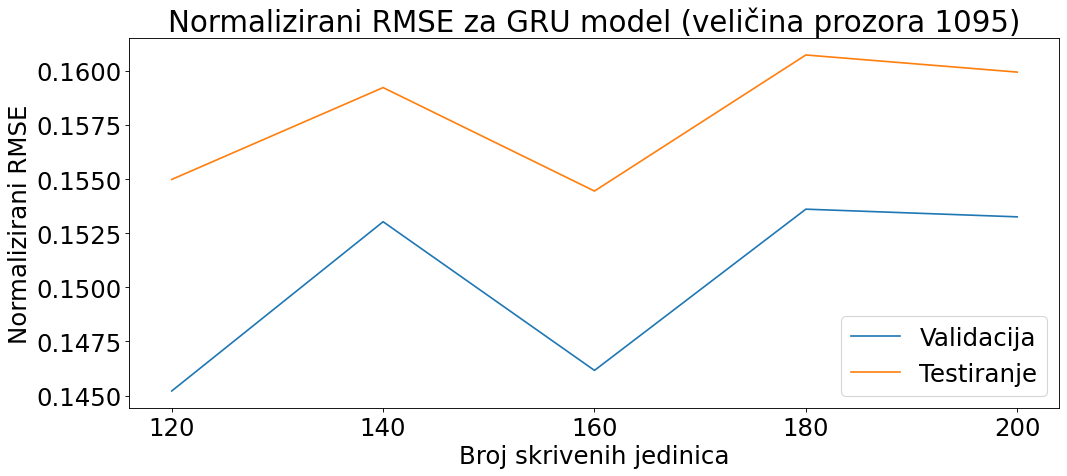 Normalizirani RMSE za GRU model (veličina prozora 1095)
Normalizirani RMSE
0.1600
0.1575
0.1550
0.1525
0.1500
0.1475
0.1450
120 140 160 180 200
Broj skrivenih jedinica
Validacija
Testiranje